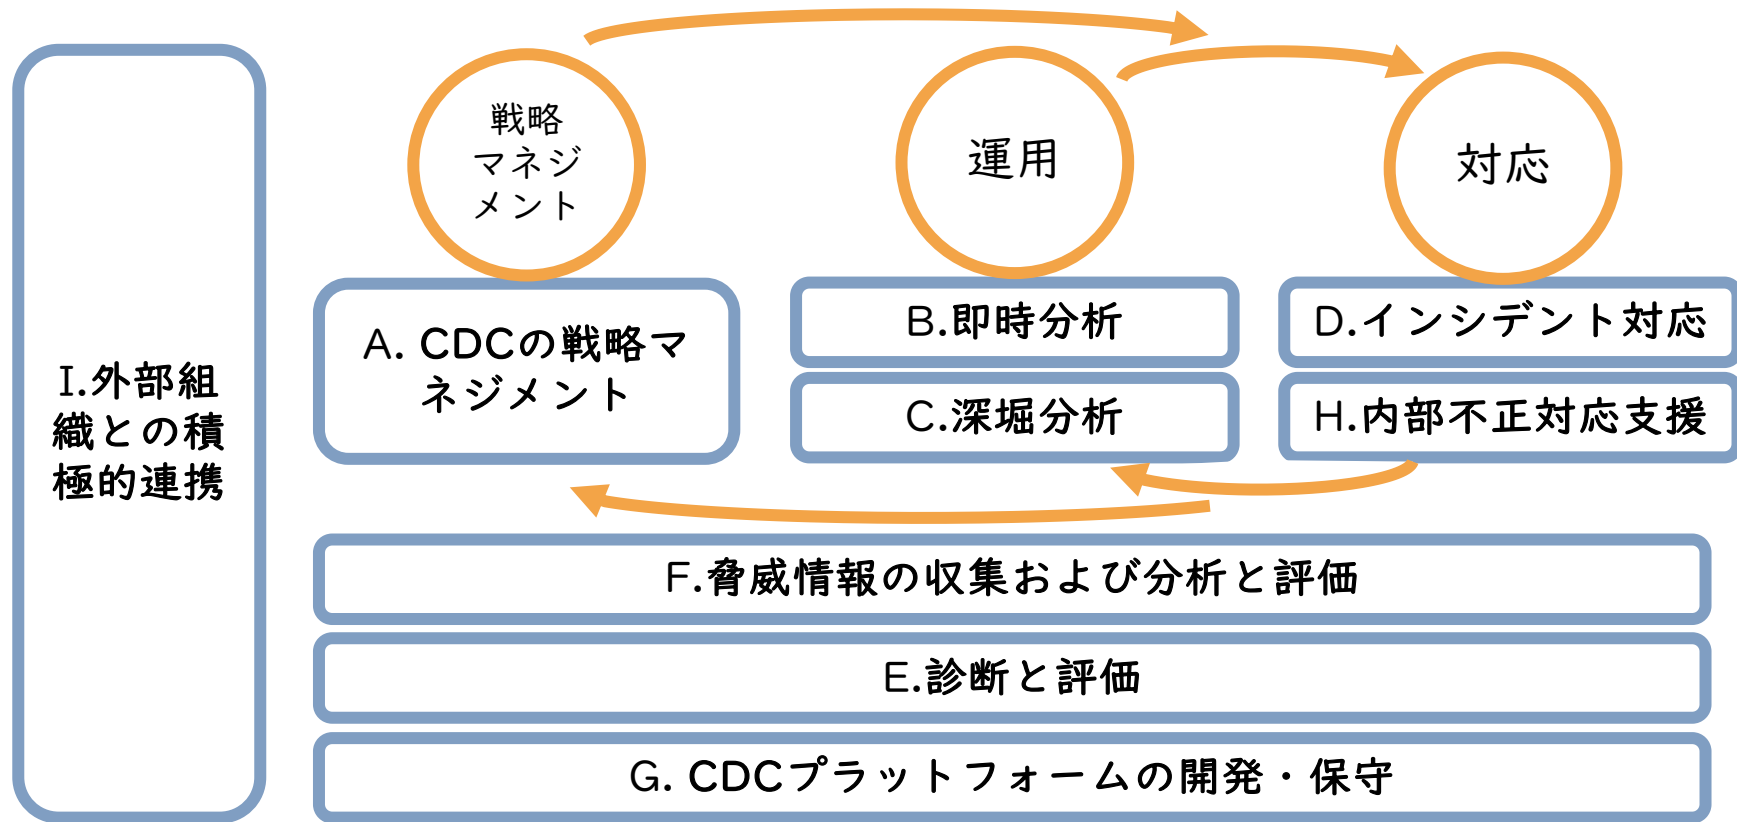 戦略
マネジ
メント
運用
対応
I.外部組
織との積
極的連携
A. CDCの戦略マ
ネジメント
B.即時分析
C.深堀分析
D.インシデント対応
H.内部不正対応支援
F.脅威情報の収集および分析と評価
E.診断と評価
G. CDCプラットフォームの開発・保守